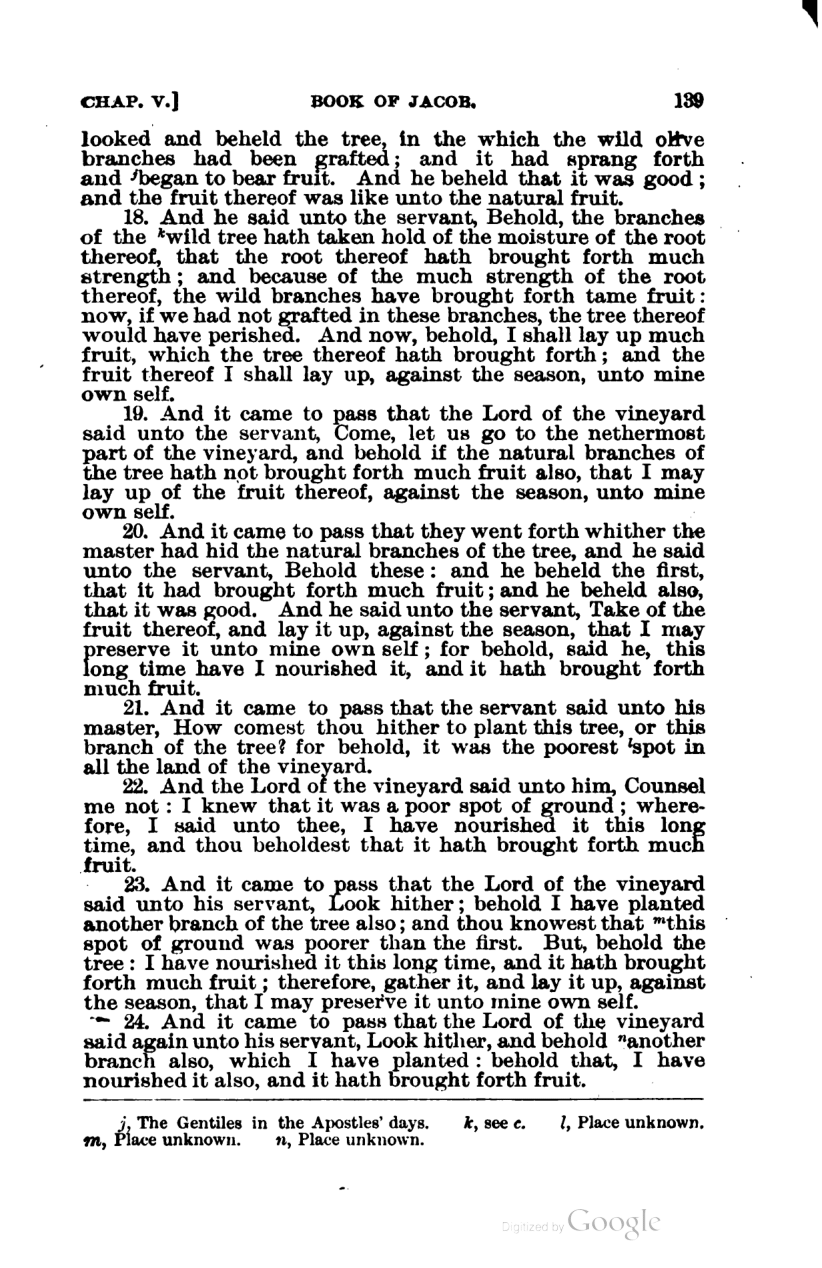 CHAP. V.] BOOK OF JACOB. 139
looked and beheld the tree, in the which the wild olive
branches had been grafted; and it had sprang forth
and jbegan to bear fruit. And he beheld that it was good;
and the fruit thereof was like unto the natural fruit.
18. And he said unto the servant, Behold, the branches
of the kwild tree hath taken hold of the moisture of the root
thereof, that the root thereof hath brought forth much
strength; and because of the much strength of the root
thereof, the wild branches have brought forth tame fruit:
now, if we had not grafted in these branches, the tree thereof
would have perished. And now, behold, I shall lay up much
fruit, which the tree thereof hath brought forth; and the
fruit thereof I shall lay up, against the season, unto mine
own self.
19. And it came to pass that the Lord of the vineyard
said unto the servant, Come, let us go to the nethermost
part of the vineyard, and behold if the natural branches of
the tree hath not brought forth much fruit also, that I may
lay up of the fruit thereof, against the season, unto mine
own self.
20. And it came to pass that they went forth whither the
master had hid the natural branches of the tree, and he said
unto the servant, Behold these: and he beheld the first,
that it had brought forth much fruit; and he beheld also,
that it was good. And he said unto the servant, Take of the
fruit thereof, and lay it up, against the season, that I may
preserve it unto mine own self; for behold, said he, this
long time have I nourished it, and it hath brought forth
much fruit.
21. And it came to pass that the servant said unto his
master, How comest thou hither to plant this tree, or this
branch of the tree? for behold, it was the poorest lspot in
all the land of the vineyard.
22. And the Lord of the vineyard said unto him, Counsel
me not: I knew that it was a poor spot of ground; where-
fore, I said unto thee, I have nourished it this long
time, and thou beholdest that it hath brought forth much
fruit.
23. And it came to pass that the Lord of the vineyard
said unto his servant, Look hither; behold I have planted
another branch of the tree also; and thou knowest that mthis
spot of ground was poorer than the first. But, behold the
tree: I have nourished it this long time, and it hath brought
forth much fruit; therefore, gather it, and lay it up, against
the season, that I may preserve it unto mine own self.
24. And it came to pass that the Lord of the vineyard
said again unto his servant, Look hither, and behold nanother
branch also, which I have planted: behold that, I have
nourished it also, and it hath brought forth fruit.
j, The Gentiles in the Apostles' days. k, see c. l, Place unknown.
m, Place unknown. n, Place unknown.
Digitized by Google